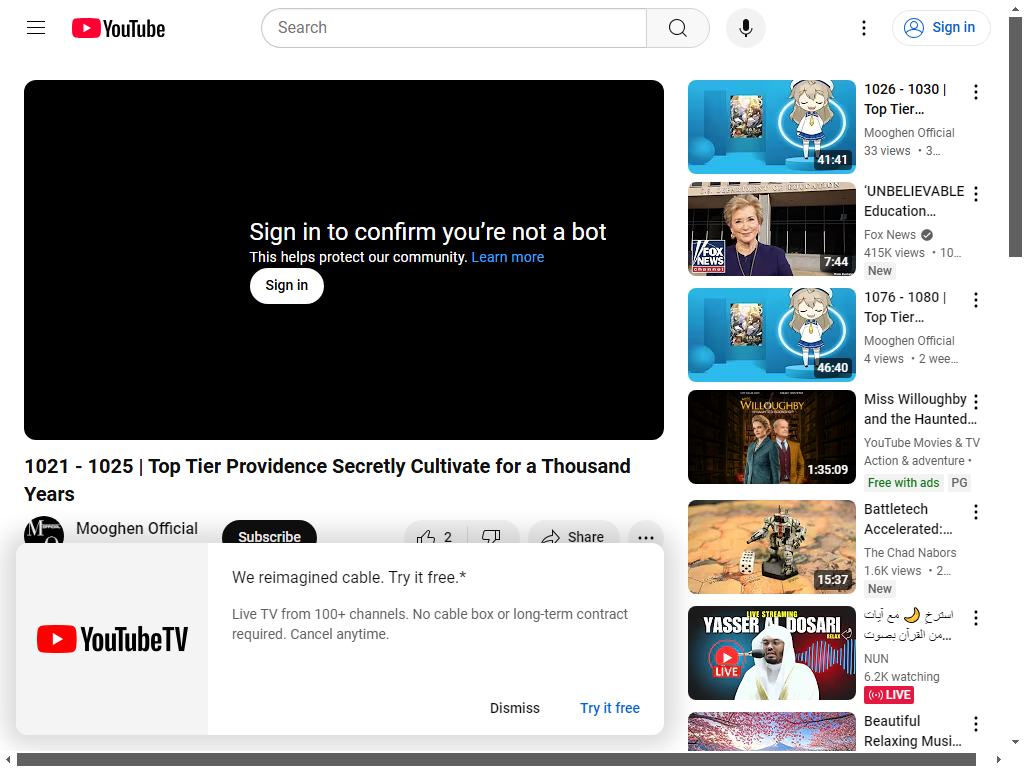 YouTube
Search
Sign in
Sign in to confirm you’re not a bot
This helps protect our community. Learn more
Sign in
1021 - 1025 | Top Tier Providence Secretly Cultivate for a Thousand
Years
Mooghen Official
Subscribe
2
Share
YouTubeTV
We reimagined cable. Try it free.*
Live TV from 100+ channels. No cable box or long-term contract
required. Cancel anytime.
Dismiss
Try it free
41:41
1026 - 1030 |
Top Tier…
Mooghen Official
33 views • 3…
FOX
NEWS
channel
7:44
‘UNBELIEVABLE
Education…
Fox News
415K views • 10…
New
46:40
1076 - 1080 |
Top Tier…
Mooghen Official
4 views • 2 wee…
WILLOUGHBY
1:35:09
Miss Willoughby
and the Haunted…
YouTube Movies & TV
Action & adventure •
Free with ads
PG
15:37
Battletech
Accelerated:…
The Chad Nabors
1.6K views • 2…
New
LIVE STREAMING
YASSER AL DOSARI
RELAX
LIVE
استرخِ 🌙 مع آيات
من القرآن بصوت…
NUN
6.2K watching
LIVE
Beautiful
Relaxing Musi…